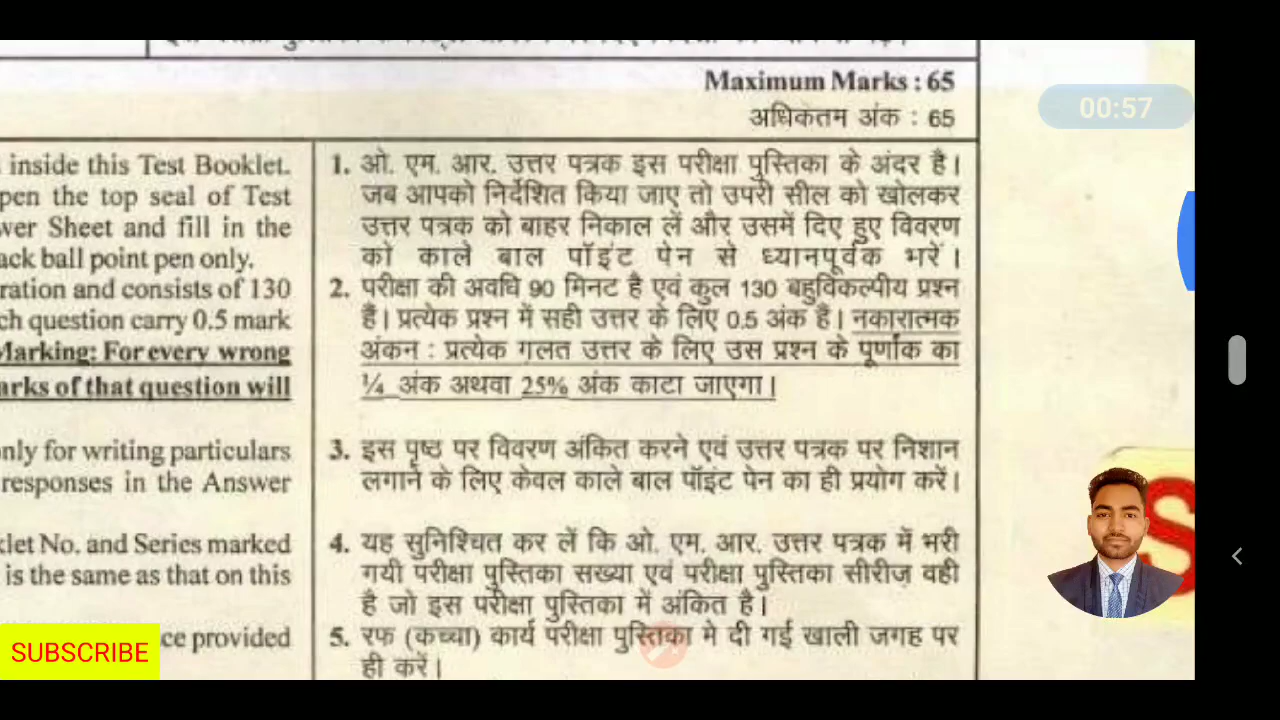 Maximum Marks : 65
अधिकतम अंक : 65
00:57
inside this Test Booklet.
pen the top seal of Test
wer Sheet and fill in the
ack ball point pen only.
ration and consists of 130
ch question carry 0.5 mark
Marking: For every wrong
arks of that question will
only for writing particulars
responses in the Answer
klet No. and Series marked
is the same as that on this
ce provided
1. ओ. एम. आर. उत्तर पत्रक इस परीक्षा पुस्तिका के अंदर है।
जब आपको निर्देशित किया जाए तो उपरी सील को खोलकर
उत्तर पत्रक को बाहर निकाल लें और उसमें दिए हुए विवरण
को काले बाल पॉइंट पेन से ध्यानपूर्वक भरें।
2. परीक्षा की अवधि 90 मिनट है एवं कुल 130 बहुविकल्पीय प्रश्न
हैं। प्रत्येक प्रश्न में सही उत्तर के लिए 0.5 अंक है। नकारात्मक
अंकन : प्रत्येक गलत उत्तर के लिए उस प्रश्न के पूर्णांक का
¼ अंक अथवा 25% अंक काटा जाएगा।
3. इस पृष्ठ पर विवरण अंकित करने एवं उत्तर पत्रक पर निशान
लगाने के लिए केवल काले बाल पॉइंट पेन का ही प्रयोग करें।
4. यह सुनिश्चित कर लें कि ओ. एम. आर. उत्तर पत्रक में भरी
गयी परीक्षा पुस्तिका सख्या एवं परीक्षा पुस्तिका सीरीज़ वही
है जो इस परीक्षा पुस्तिका में अंकित है।
5. रफ (कच्चा) कार्य परीक्षा पुस्तिका मे दी गई खाली जगह पर
ही करें।
SUBSCRIBE
S